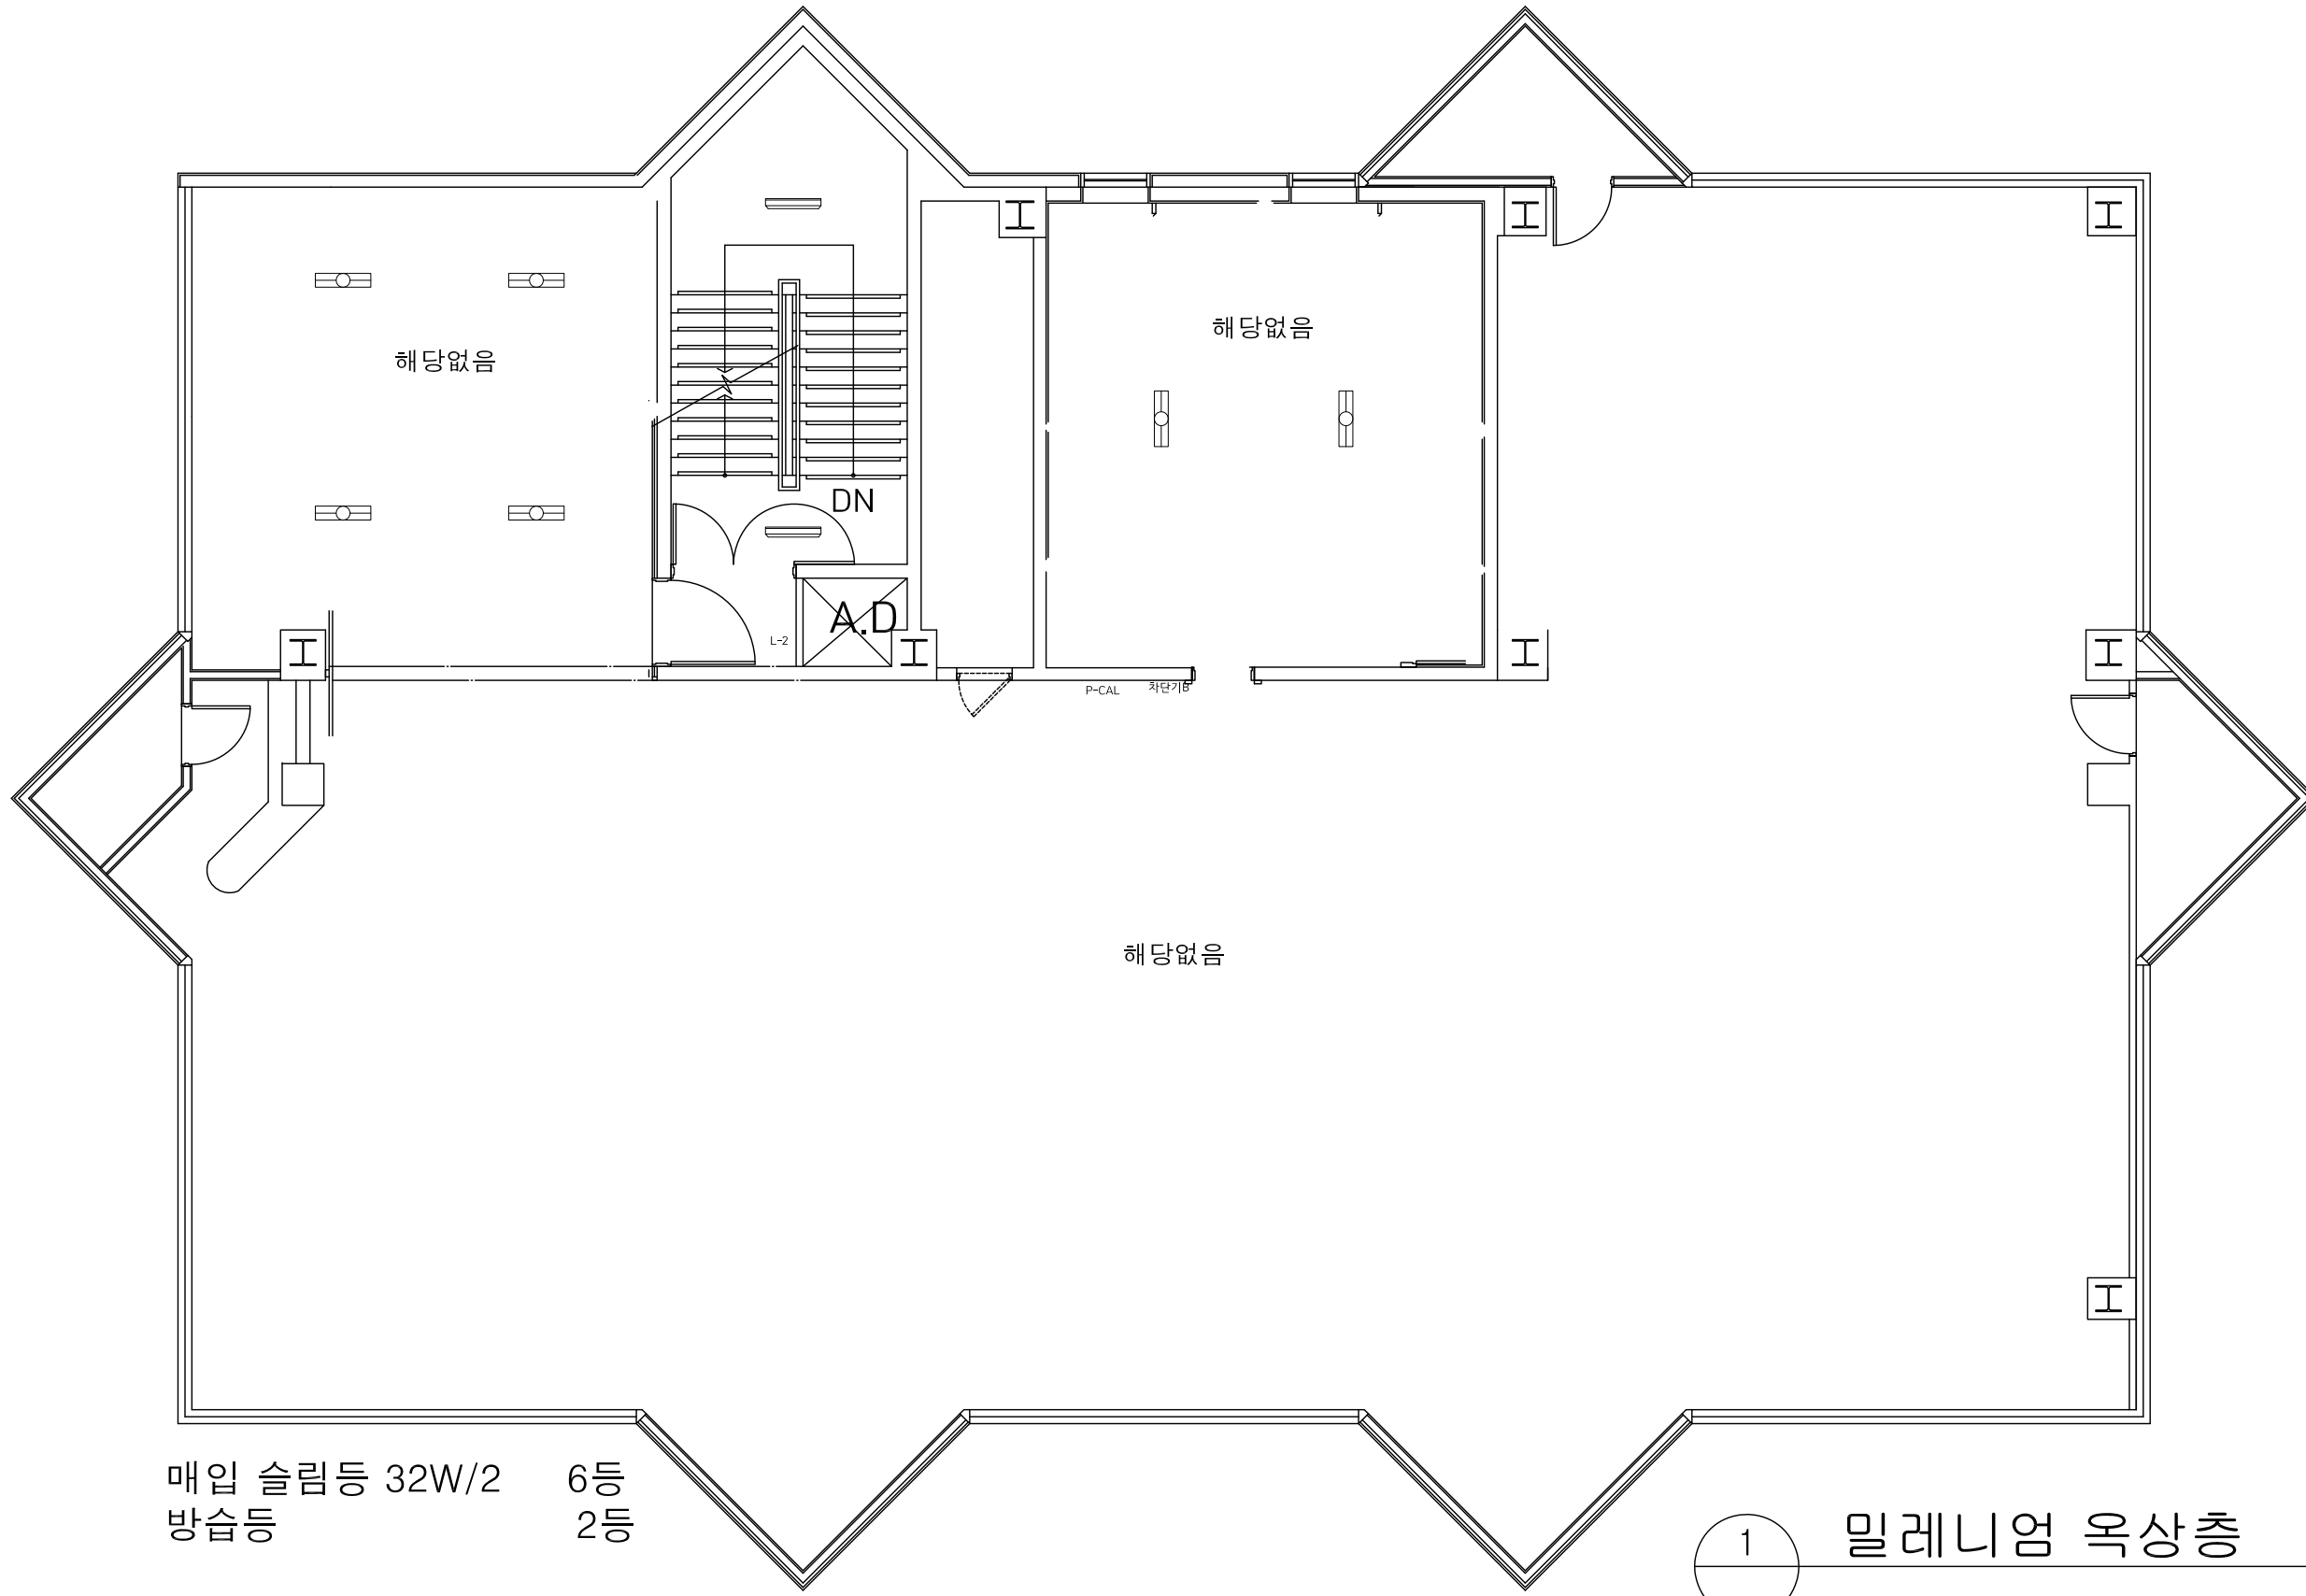 해당없음
해당없음
DN
A.D
L-2
P-CAL
차단기B
해당없음
매입 슬림등 32W/2 6등
방습등 2등
1
밀레니엄 옥상층